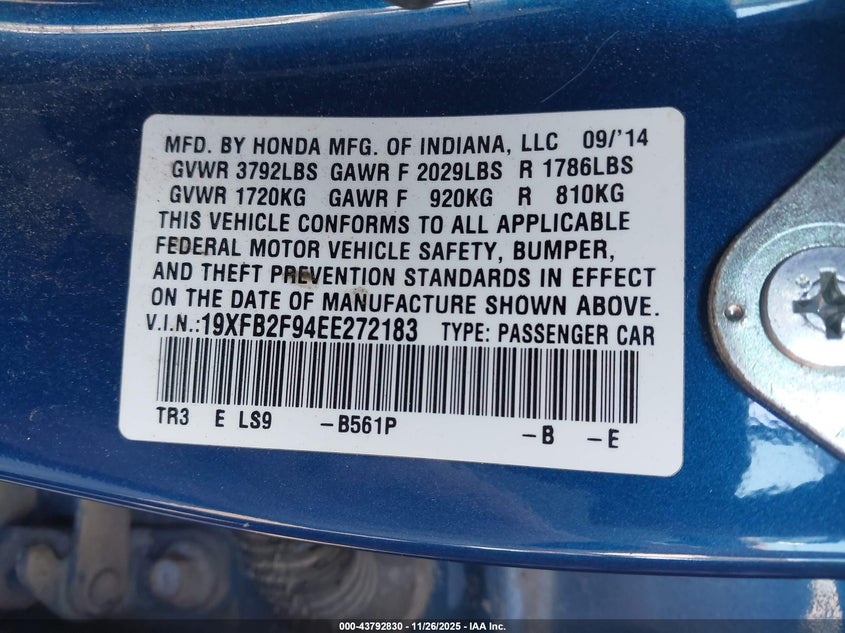 MFD. BY HONDA MFG. OF INDIANA, LLC 09/'14
GVWR 3792LBS GAWR F 2029LBS R 1786LBS
GVWR 1720KG GAWR F 920KG R 810KG
THIS VEHICLE CONFORMS TO ALL APPLICABLE
FEDERAL MOTOR VEHICLE SAFETY, BUMPER,
AND THEFT PREVENTION STANDARDS IN EFFECT
ON THE DATE OF MANUFACTURE SHOWN ABOVE.
V.I.N.:19XFB2F94EE272183 TYPE: PASSENGER CAR
TR3 E LS9 -B561P -B -E
000-43792830 - 11/26/2025 - IAA Inc.